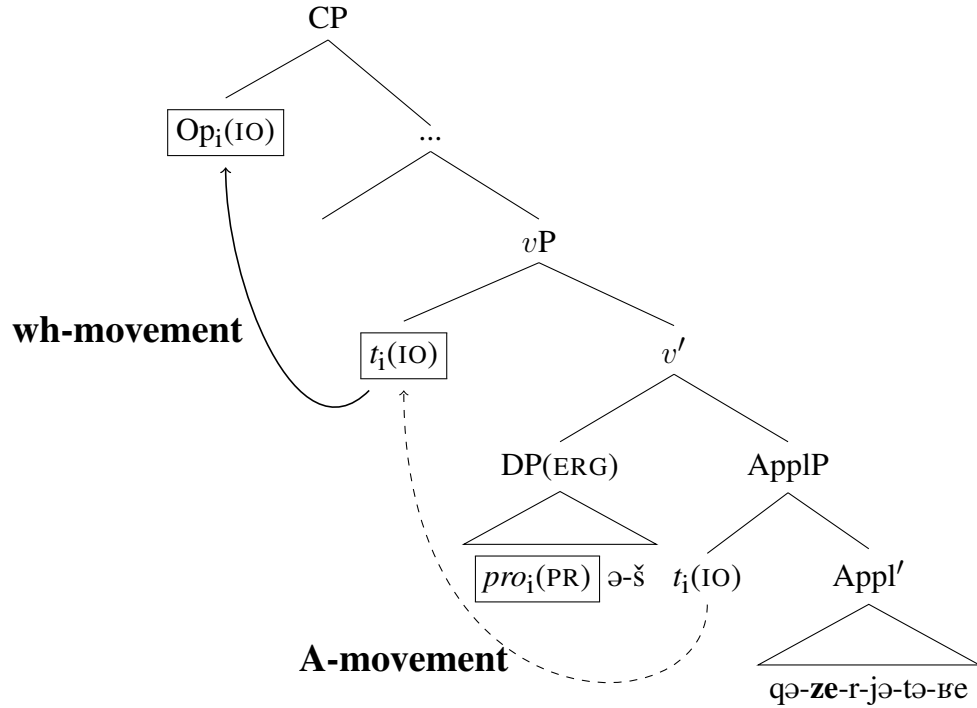 CP
Opᵢ(IO)
...
vP
wh-movement
tᵢ(IO)
v′
DP(ERG)
ApplP
proᵢ(PR) ə-š
tᵢ(IO)
Appl′
A-movement
qə-ze-r-jə-tə-ʁe